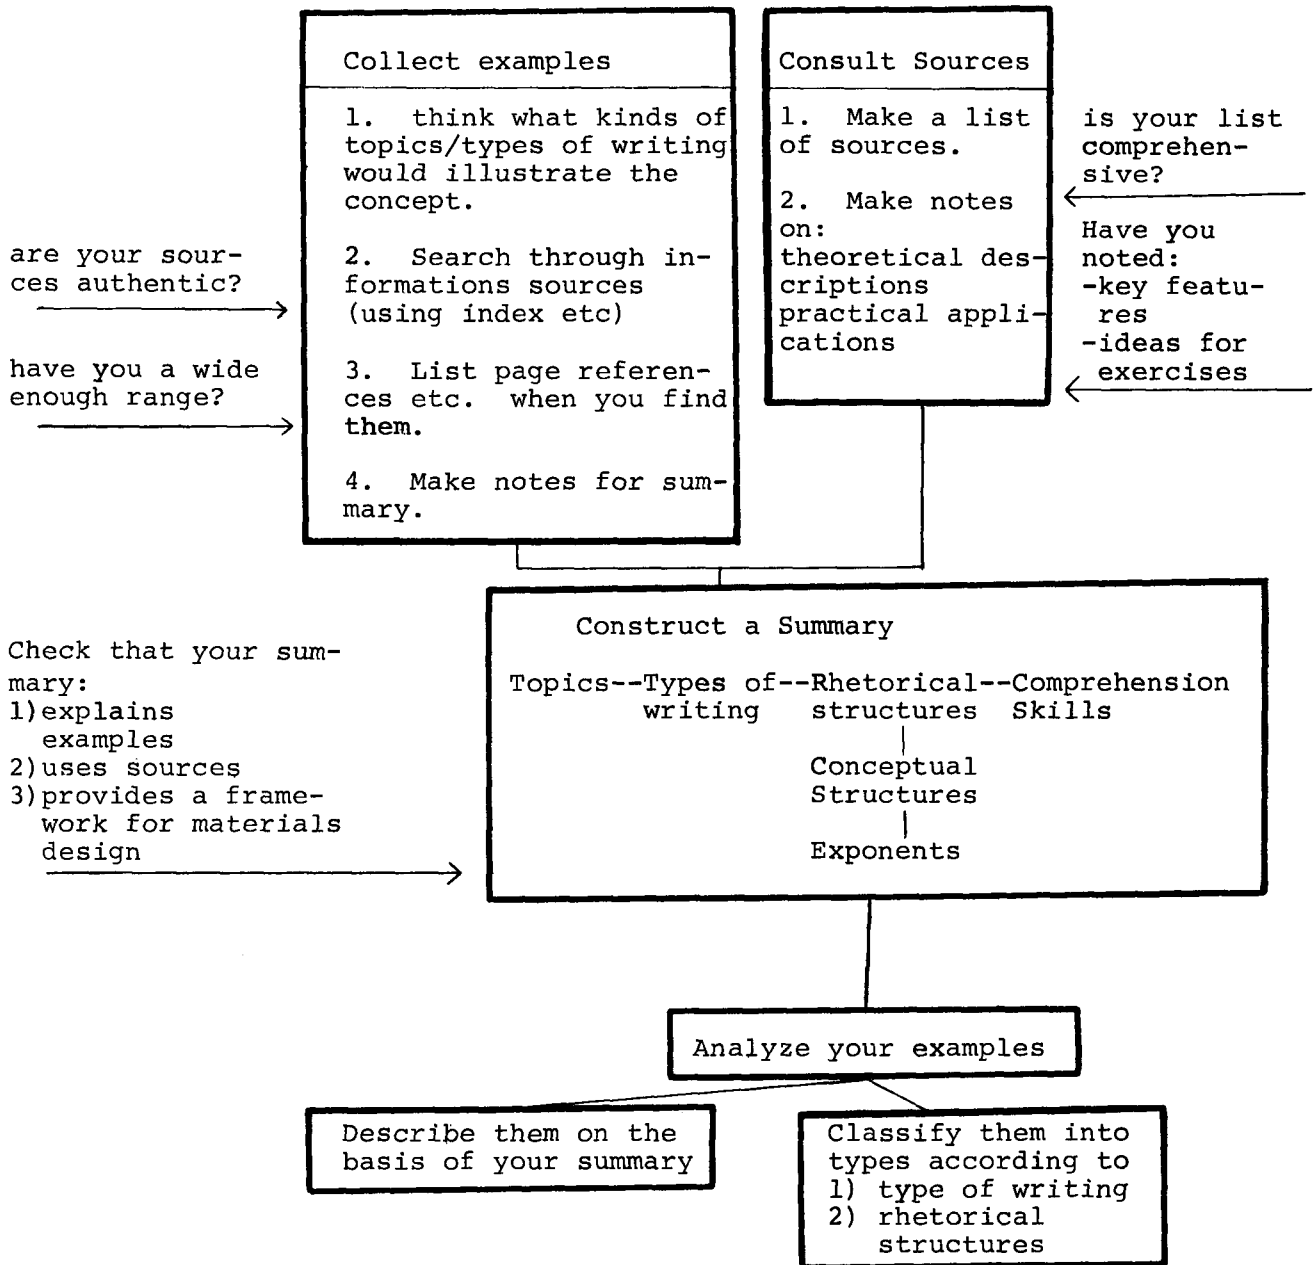 Collect examples
1. think what kinds of
topics/types of writing
would illustrate the
concept.
2. Search through in-
formations sources
(using index etc)
3. List page referen-
ces etc. when you find
them.
4. Make notes for sum-
mary.
Consult Sources
1. Make a list
of sources.
2. Make notes
on:
theoretical des-
criptions
practical appli-
cations
is your list
comprehen-
sive?
Have you
noted:
-key featu-
res
-ideas for
exercises
are your sour-
ces authentic?
have you a wide
enough range?
Construct a Summary
Topics--Types of--Rhetorical--Comprehension
writing structures Skills
Conceptual
Structures
Exponents
Check that your sum-
mary:
1)explains
examples
2)uses sources
3)provides a frame-
work for materials
design
Analyze your examples
Describe them on the
basis of your summary
Classify them into
types according to
1) type of writing
2) rhetorical
structures